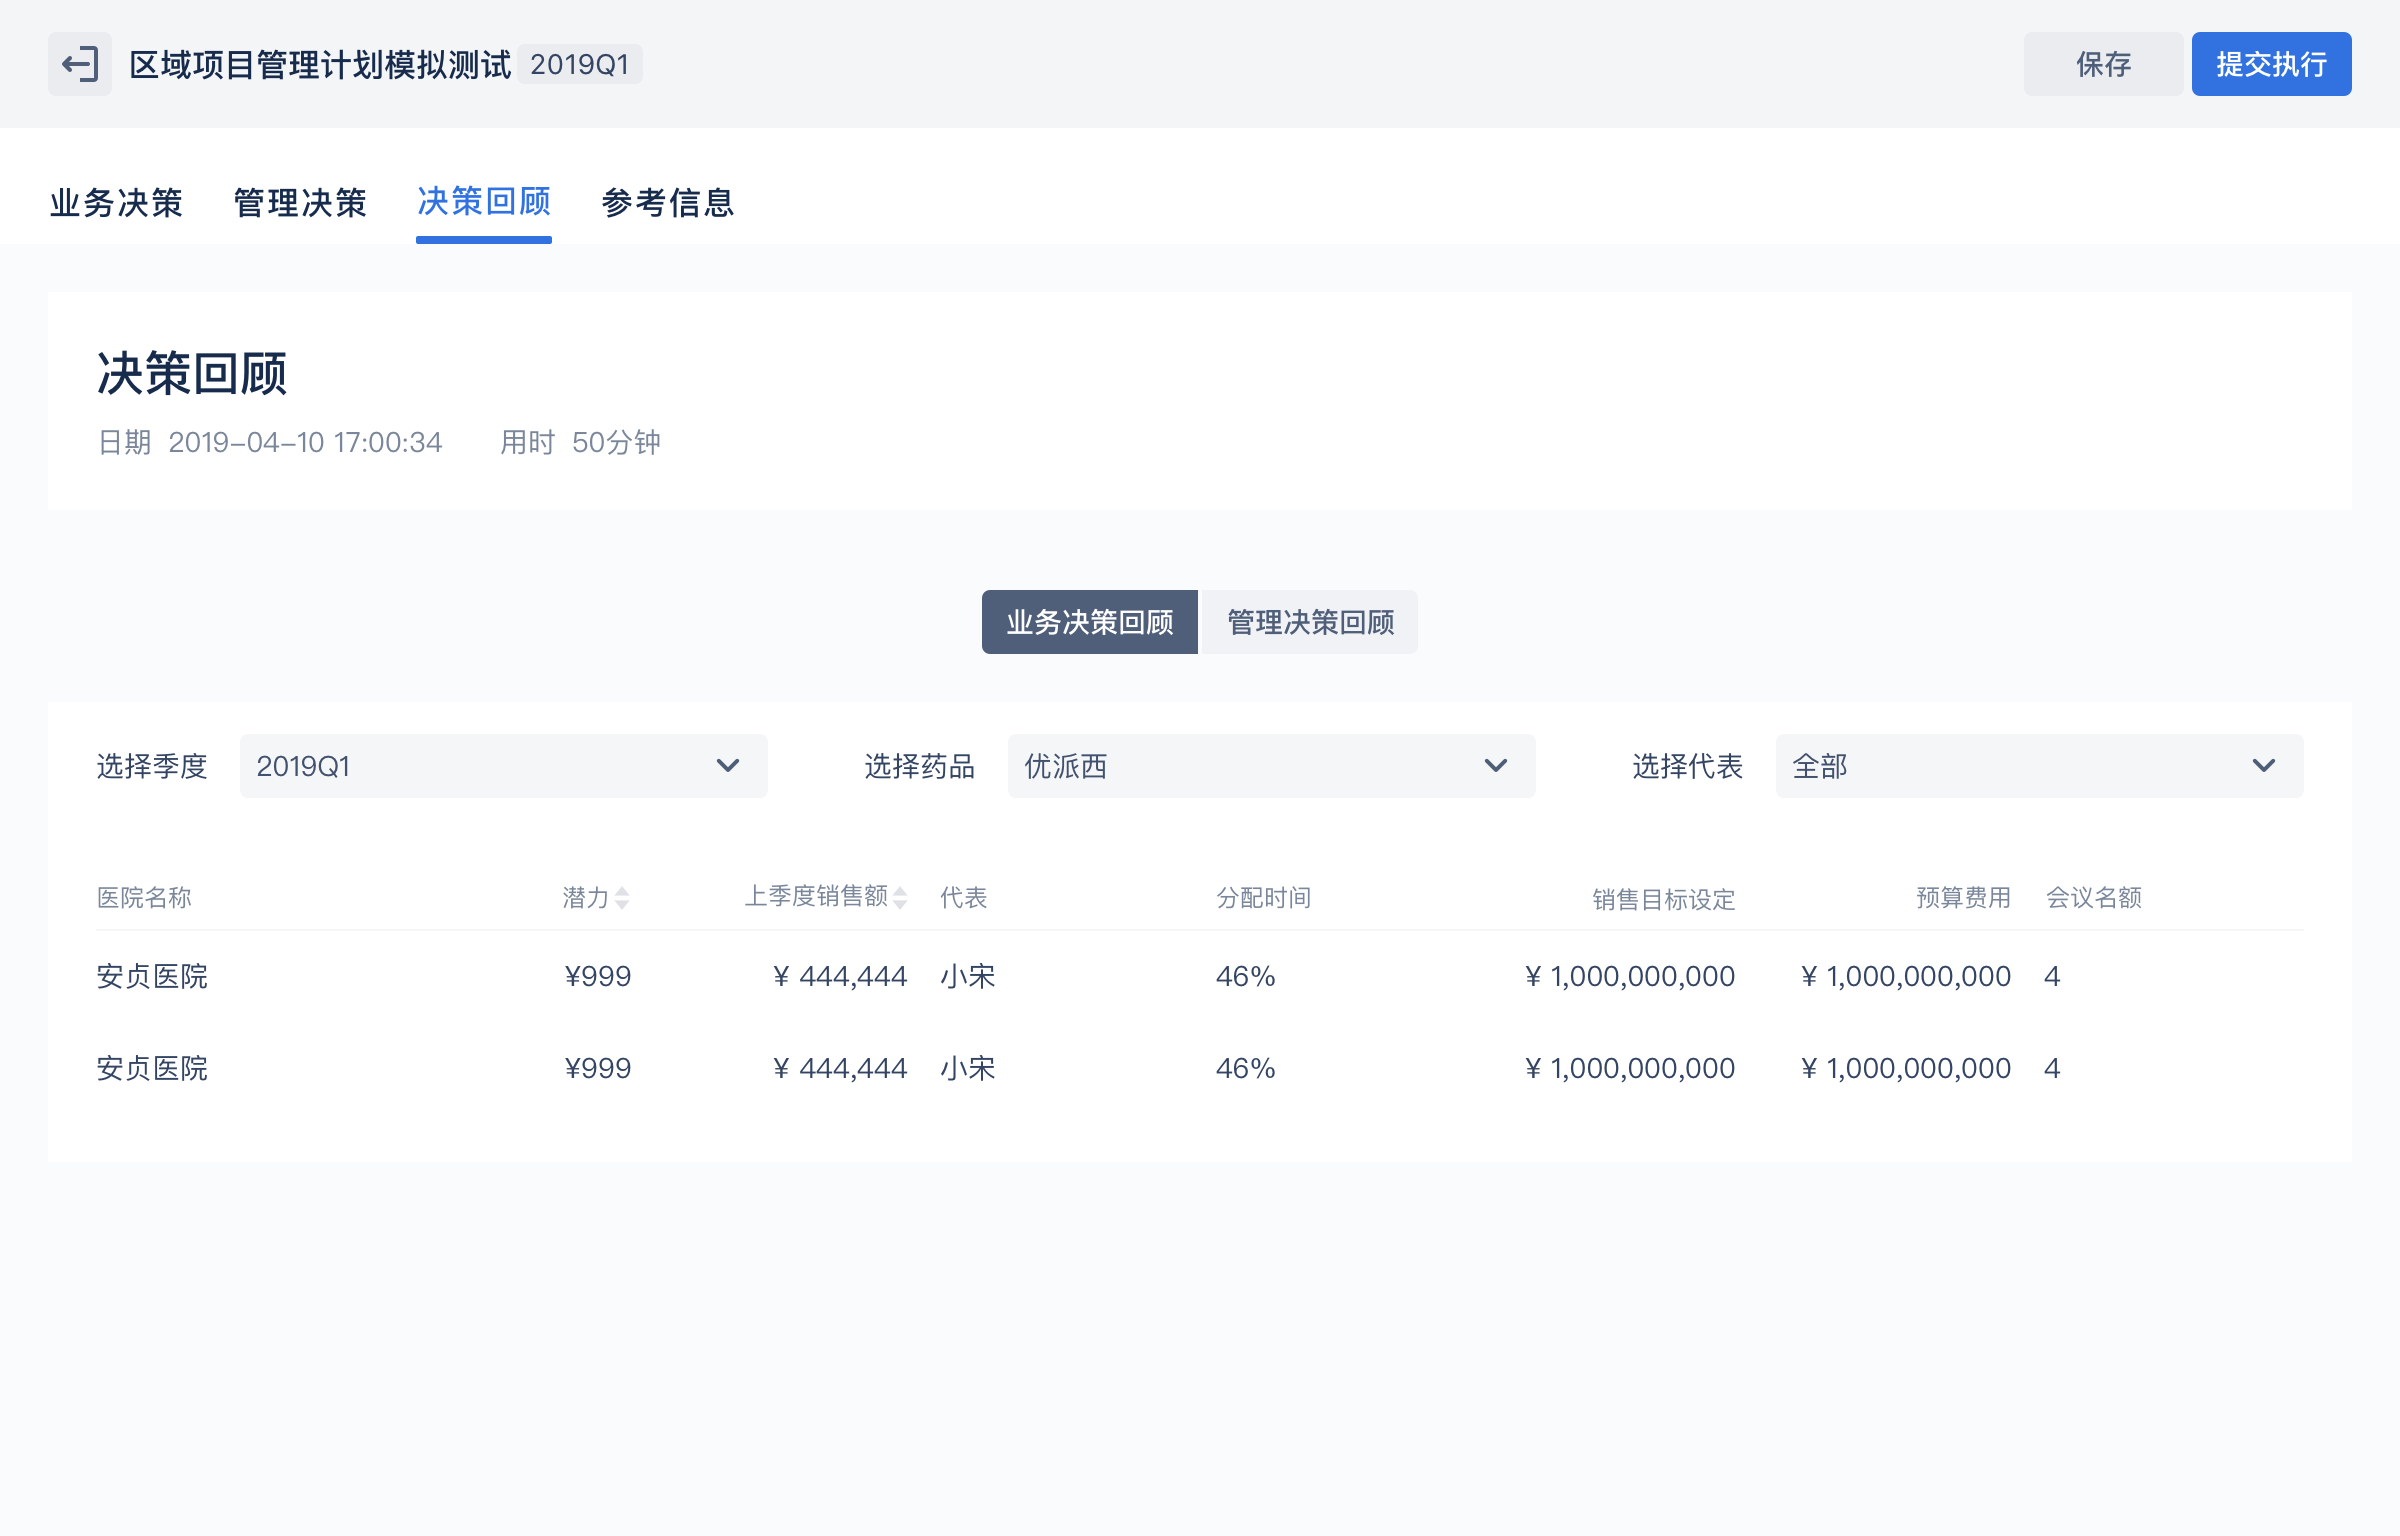 区域项目管理计划模拟测试 2019Q1 保存 提交执行
业务决策 管理决策 决策回顾 参考信息
决策回顾
日期 2019–04–10 17:00:34 用时 50分钟
业务决策回顾 管理决策回顾
选择季度 2019Q1 选择药品 优派西 选择代表 全部
医院名称 潜力 上季度销售额 代表 分配时间 销售目标设定 预算费用 会议名额
安贞医院 ¥999 ¥ 444,444 小宋 46% ¥ 1,000,000,000 ¥ 1,000,000,000 4
安贞医院 ¥999 ¥ 444,444 小宋 46% ¥ 1,000,000,000 ¥ 1,000,000,000 4